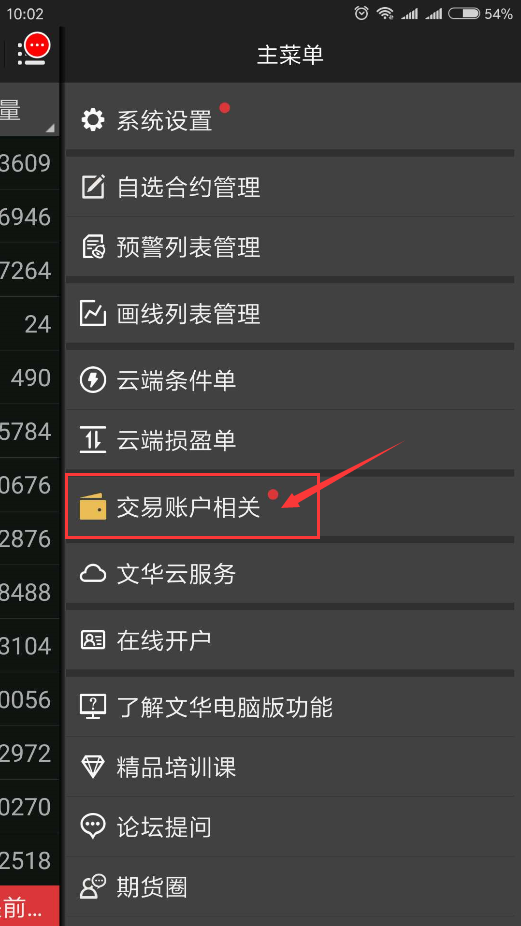 10:02
54%
主菜单
量
系统设置
3609
自选合约管理
6946
预警列表管理
7264
画线列表管理
24
云端条件单
490
云端损盈单
5784
0676
交易账户相关
2876
文华云服务
8488
在线开户
3104
0056
了解文华电脑版功能
2972
精品培训课
0270
论坛提问
2518
期货圈
前...